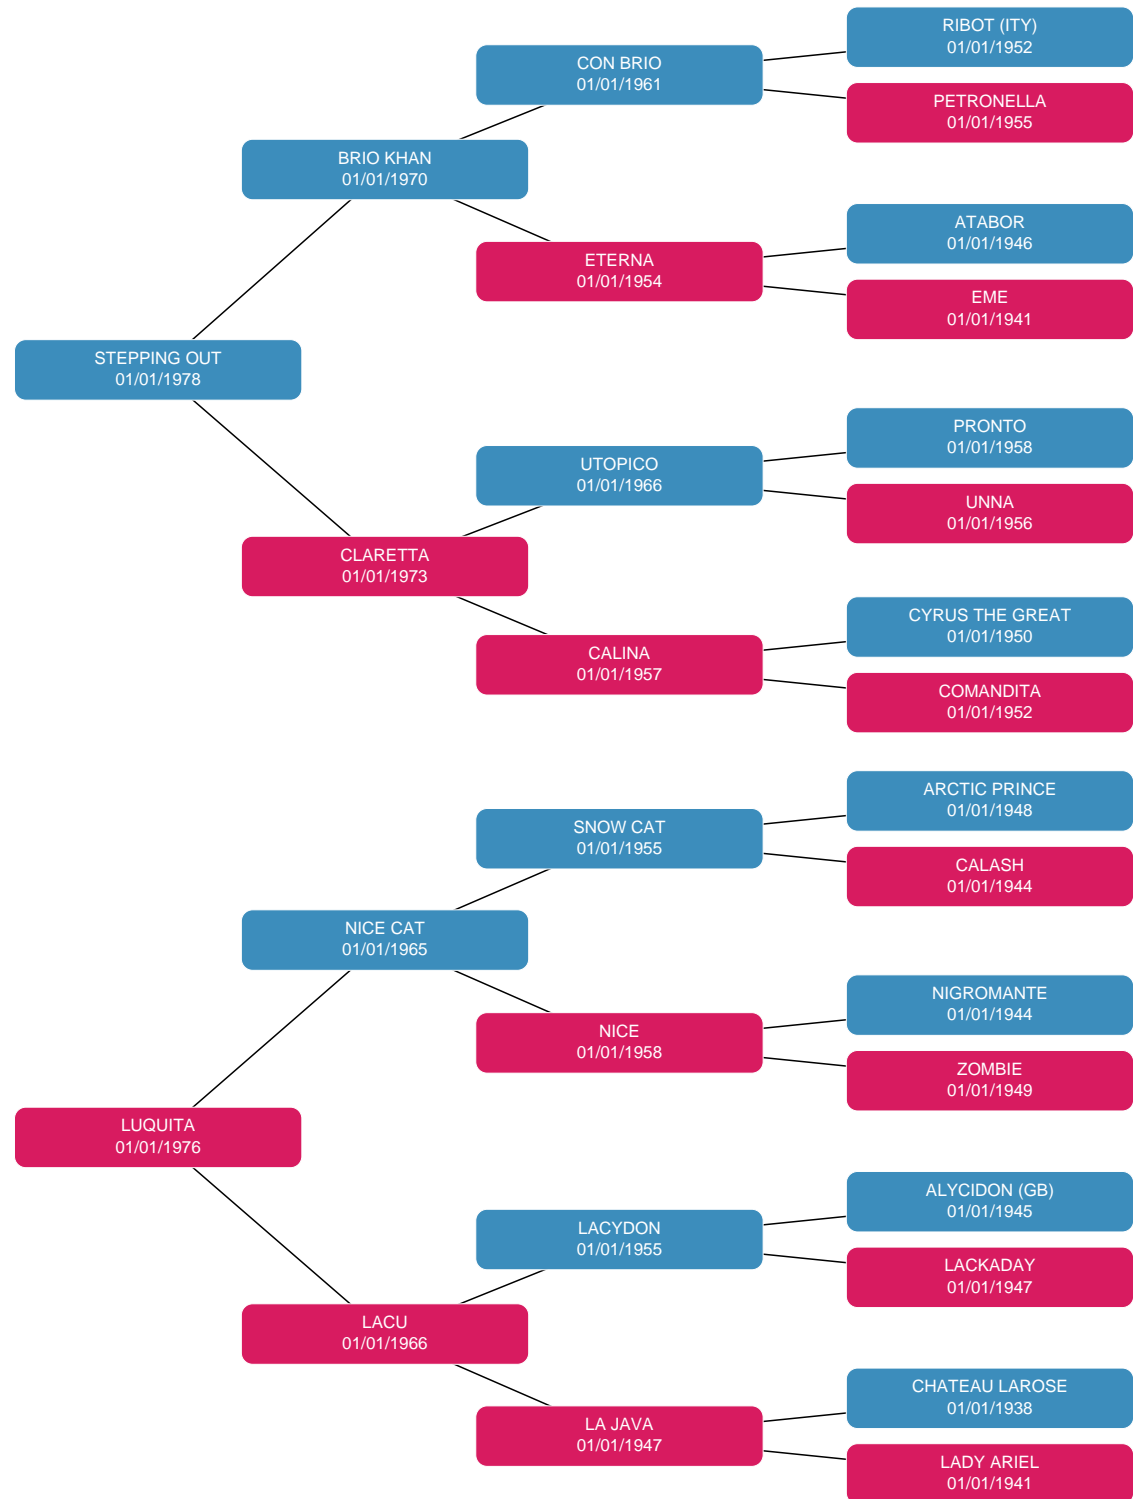 RIBOT (ITY)
01/01/1952
CON BRIO
01/01/1961
PETRONELLA
01/01/1955
BRIO KHAN
01/01/1970
ATABOR
01/01/1946
ETERNA
01/01/1954
EME
01/01/1941
STEPPING OUT
01/01/1978
PRONTO
01/01/1958
UTOPICO
01/01/1966
UNNA
01/01/1956
CLARETTA
01/01/1973
CYRUS THE GREAT
01/01/1950
CALINA
01/01/1957
COMANDITA
01/01/1952
ARCTIC PRINCE
01/01/1948
SNOW CAT
01/01/1955
CALASH
01/01/1944
NICE CAT
01/01/1965
NIGROMANTE
01/01/1944
NICE
01/01/1958
ZOMBIE
01/01/1949
LUQUITA
01/01/1976
ALYCIDON (GB)
01/01/1945
LACYDON
01/01/1955
LACKADAY
01/01/1947
LACU
01/01/1966
CHATEAU LAROSE
01/01/1938
LA JAVA
01/01/1947
LADY ARIEL
01/01/1941